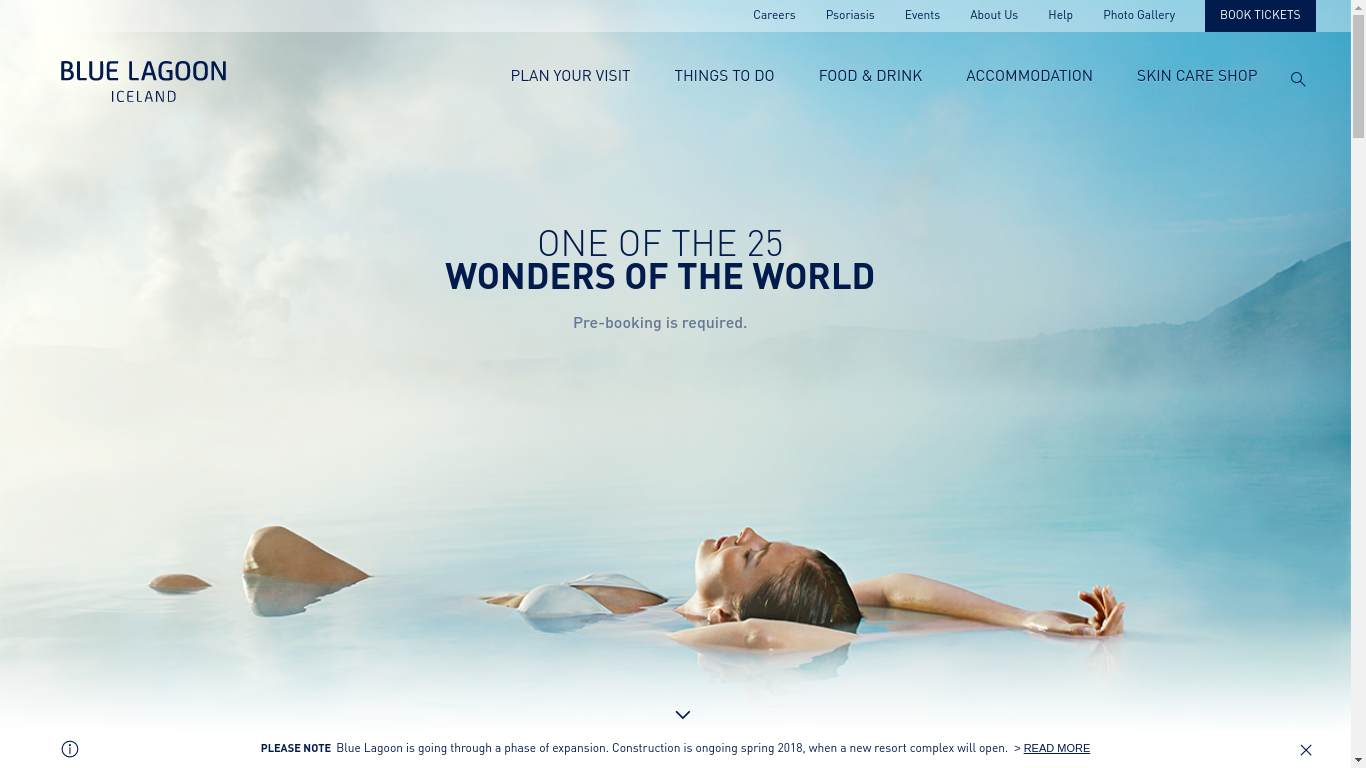 Careers Psoriasis Events About Us Help Photo Gallery BOOK TICKETS
BLUE LAGOON
ICELAND
PLAN YOUR VISIT THINGS TO DO FOOD & DRINK ACCOMMODATION SKIN CARE SHOP
ONE OF THE 25
WONDERS OF THE WORLD
Pre-booking is required.
PLEASE NOTE Blue Lagoon is going through a phase of expansion. Construction is ongoing spring 2018, when a new resort complex will open. > READ MORE